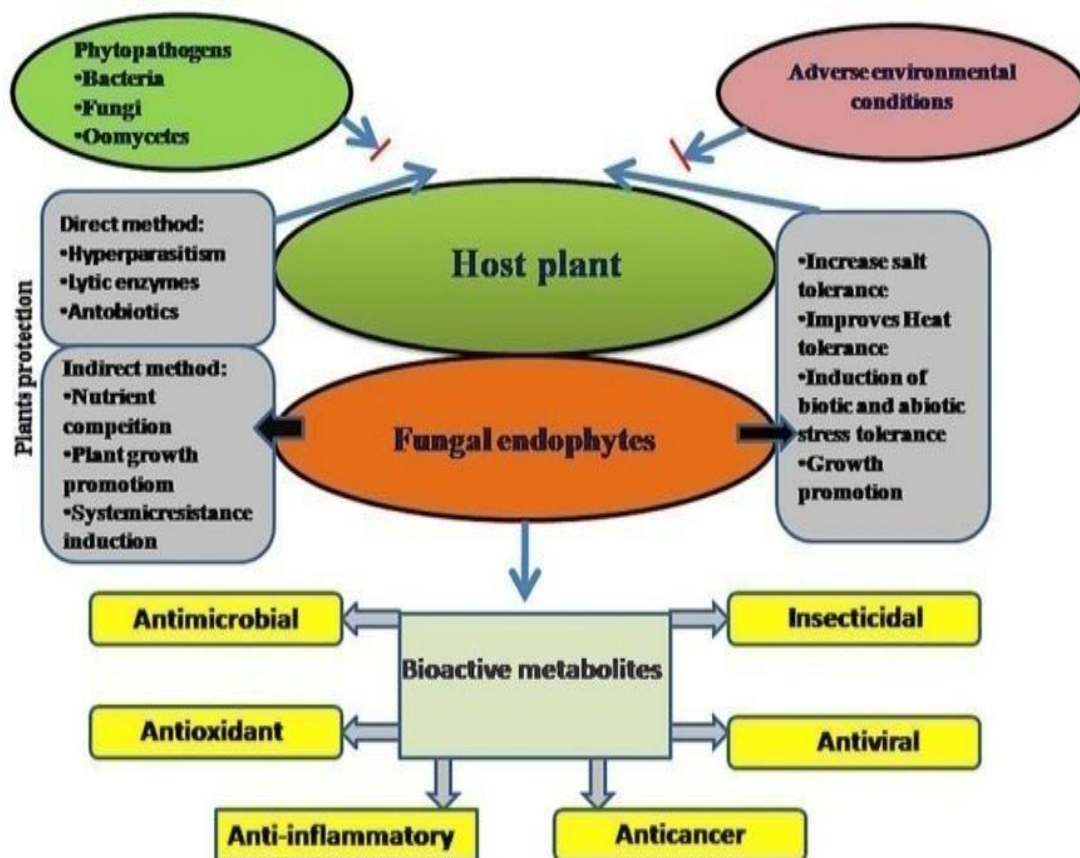 Phytopathogens
•Bacteria
•Fungi
•Oomycetes
Adverse environmental
conditions
Plants protection
Direct method:
•Hyperparasitism
•Lytic enzymes
•Antobiotics
Host plant
•Increase salt
tolerance
•Improves Heat
tolerance
•Induction of
biotic and abiotic
stress tolerance
•Growth
promotion
Indirect method:
•Nutrient
compeition
•Plant growth
promotiom
•Systemicresistance
induction
Fungal endophytes
Bioactive metabolites
Antimicrobial
Insecticidal
Antioxidant
Antiviral
Anti-inflammatory
Anticancer